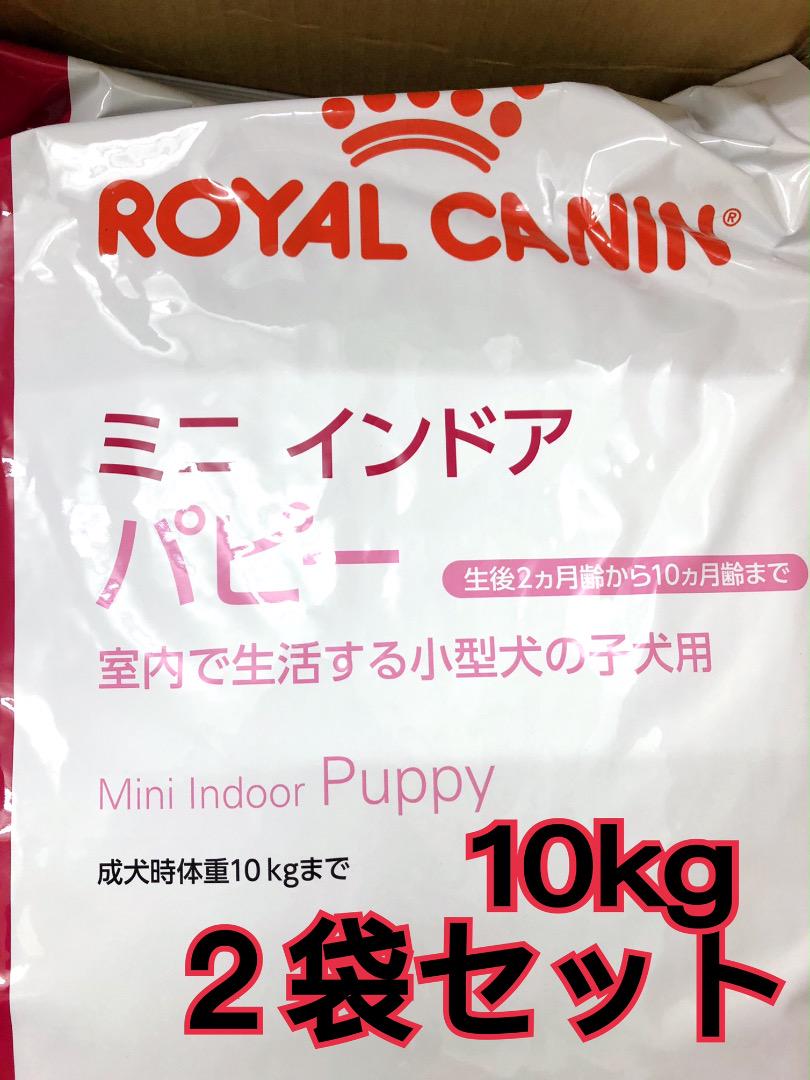 ROYAL CANIN®
ミニ インドア
パピー
生後2ヵ月齢から10ヵ月齢まで
室内で生活する小型犬の子犬用
Mini Indoor Puppy
成犬時体重10kgまで
10kg
2袋セット